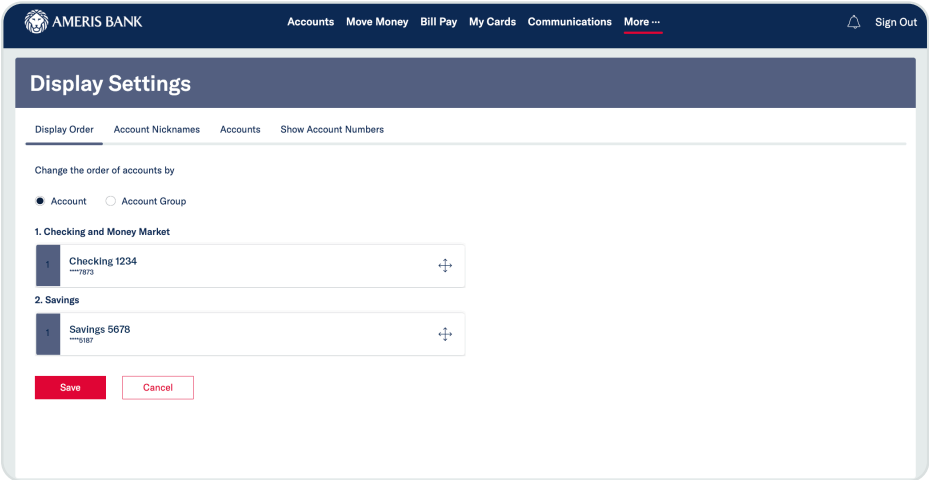 AMERIS BANK
Accounts Move Money Bill Pay My Cards Communications More ···
Sign Out
Display Settings
Display Order Account Nicknames Accounts Show Account Numbers
Change the order of accounts by
Account Account Group
1. Checking and Money Market
1 Checking 1234
****7873
2. Savings
1 Savings 5678
****5187
Save Cancel